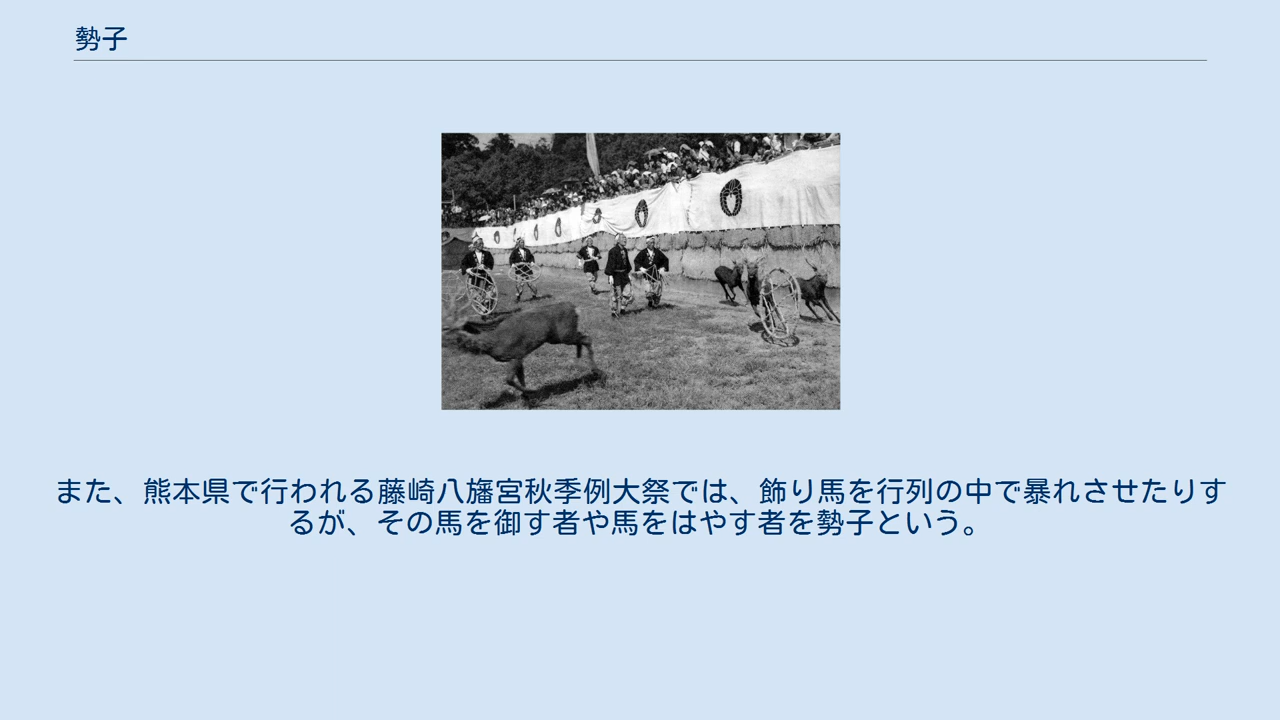 勢子
また、熊本県で行われる藤崎八旛宮秋季例大祭では、飾り馬を行列の中で暴れさせたりす
るが、その馬を御す者や馬をはやす者を勢子という。